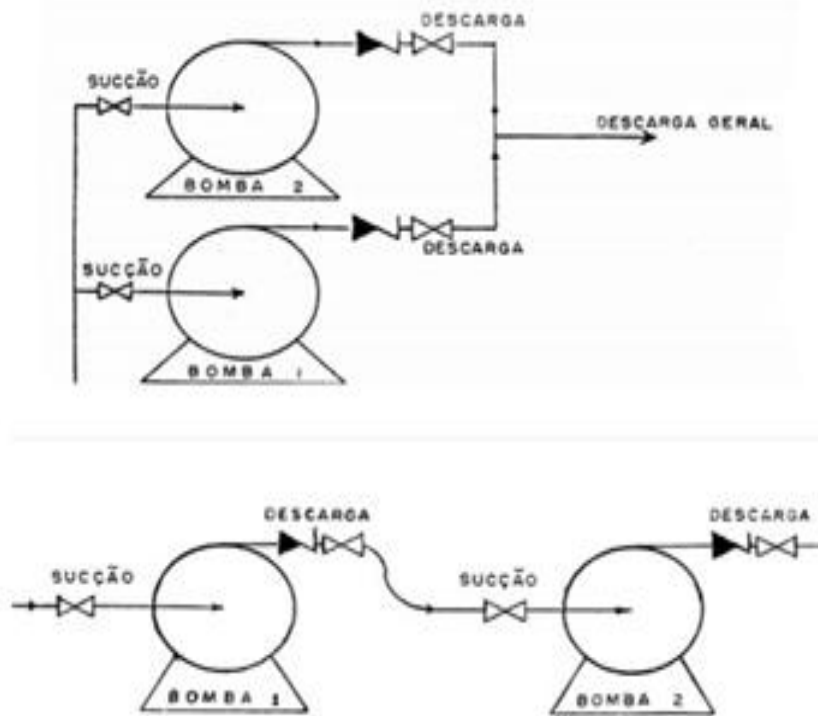 DESCARGA
SUCÇÃO
DESCARGA GERAL
BOMBA 2
DESCARGA
SUCÇÃO
BOMBA 1
DESCARGA
DESCARGA
SUCÇÃO
SUCÇÃO
BOMBA 1
BOMBA 2